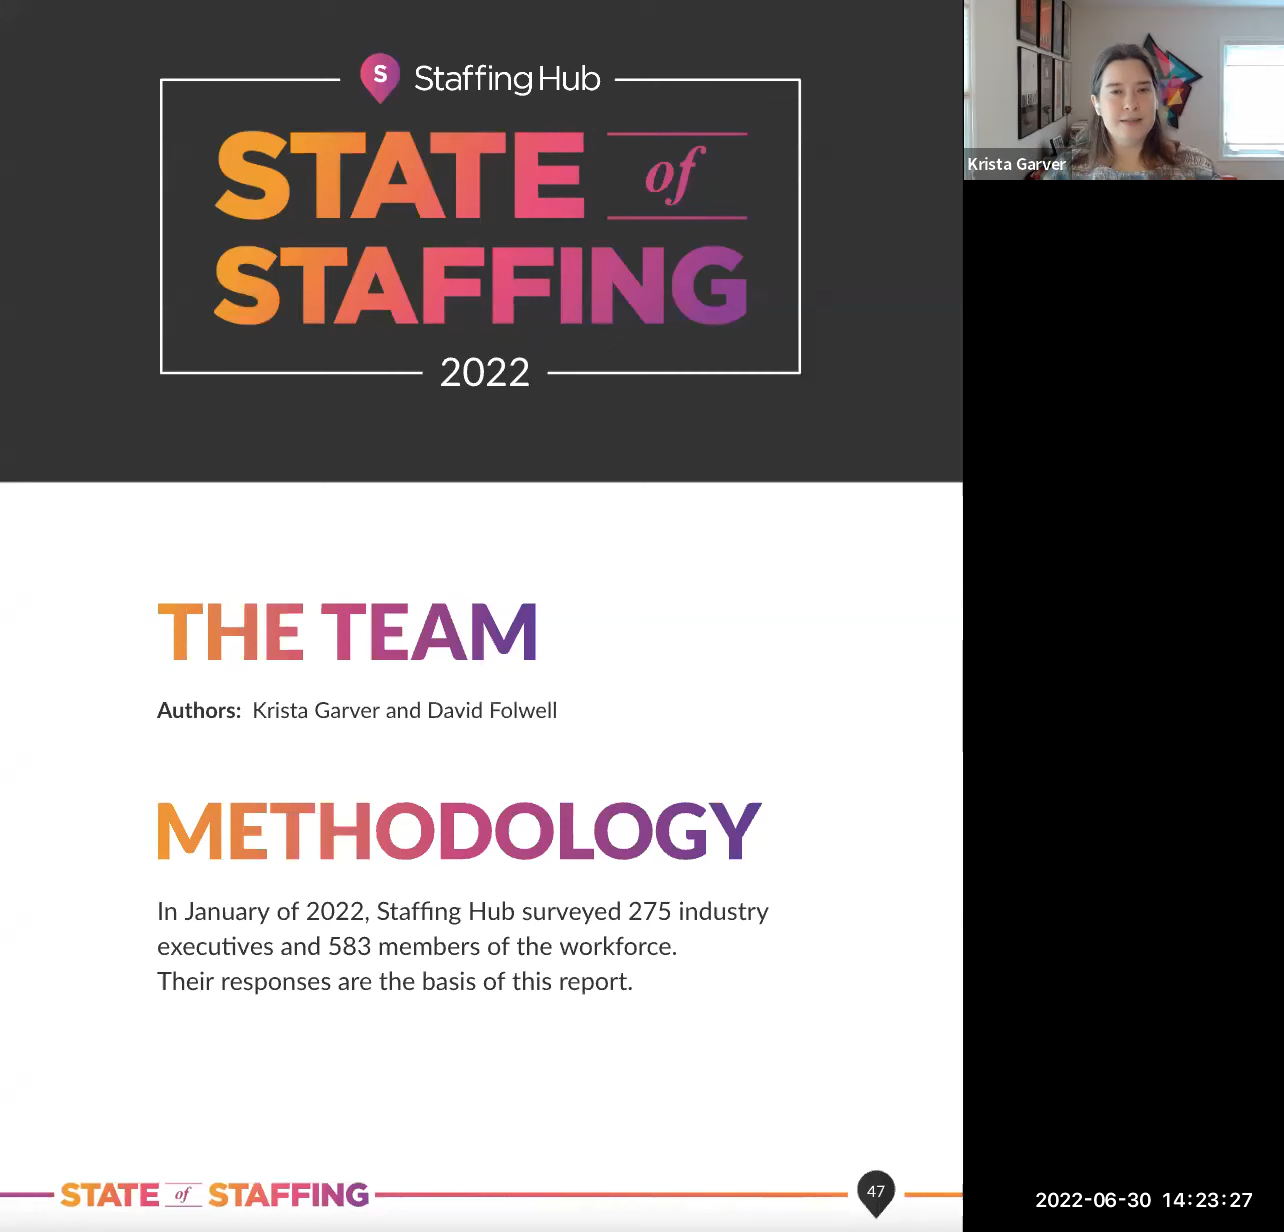 S StaffingHub
STATE of
STAFFING
2022
Krista Garver
THE TEAM
Authors: Krista Garver and David Folwell
METHODOLOGY
In January of 2022, Staffing Hub surveyed 275 industry
executives and 583 members of the workforce.
Their responses are the basis of this report.
STATE of STAFFING
47
2022-06-30 14:23:27